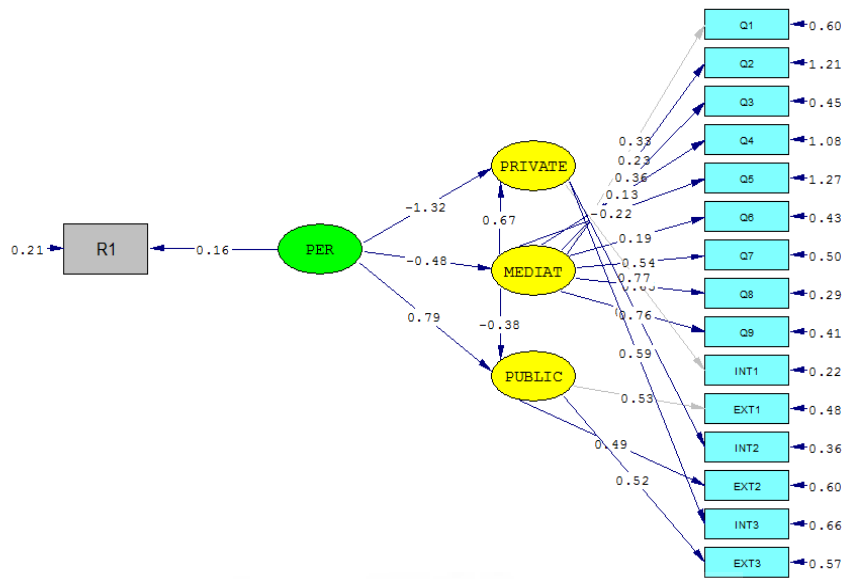 Q1
0.60
Q2
1.21
Q3
0.45
Q4
1.08
Q5
1.27
Q6
0.43
Q7
0.50
Q8
0.29
Q9
0.41
INT1
0.22
EXT1
0.48
INT2
0.36
EXT2
0.60
INT3
0.66
EXT3
0.57
0.33
0.23
0.36
0.13
-0.22
0.19
0.54
0.77
0.76
0.59
0.53
0.49
0.52
PRIVATE
-1.32
0.67
0.21
R1
0.16
PER
-0.48
MEDIAT
0.79
-0.38
PUBLIC